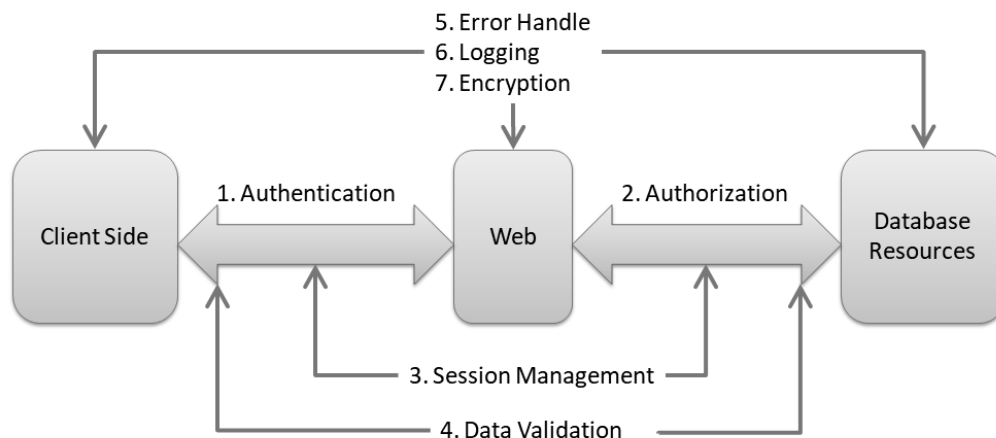 5. Error Handle
6. Logging
7. Encryption
1. Authentication
2. Authorization
Client Side
Web
Database
Resources
3. Session Management
4. Data Validation